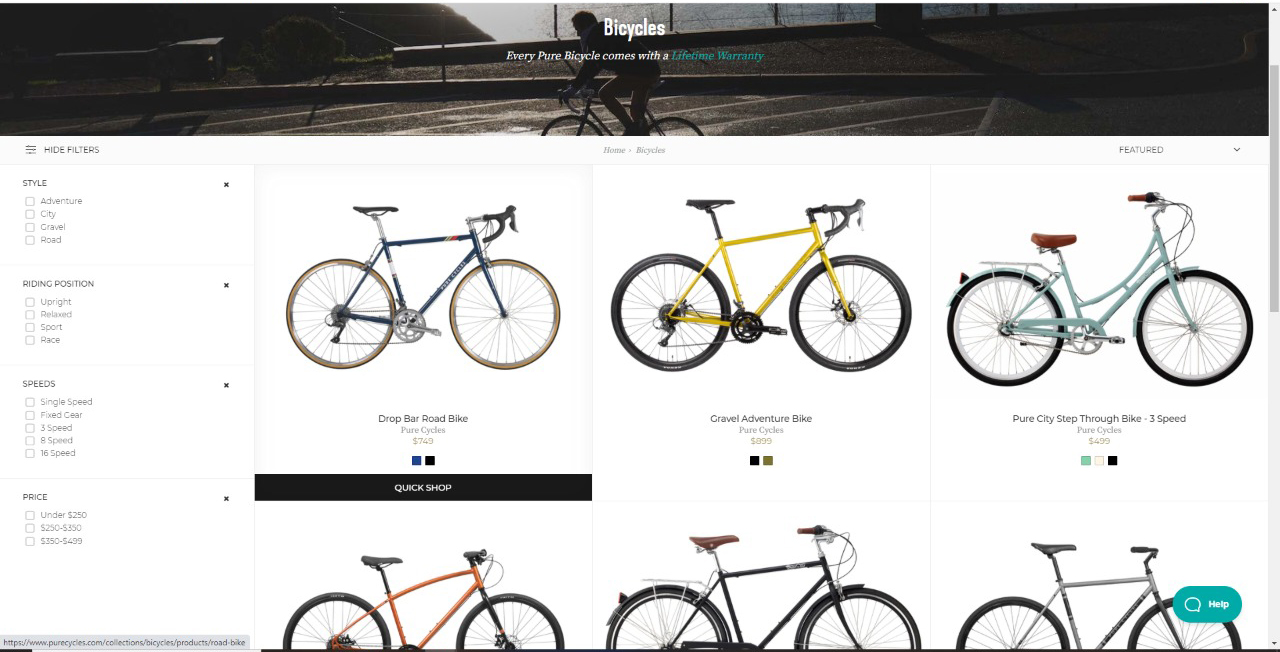 Bicycles
Every Pure Bicycle comes with a Lifetime Warranty
HIDE FILTERS
Home › Bicycles
FEATURED
STYLE
Adventure
City
Gravel
Road
RIDING POSITION
Upright
Relaxed
Sport
Race
SPEEDS
Single Speed
Fixed Gear
3 Speed
8 Speed
16 Speed
PRICE
Under $250
$250-$350
$350-$499
Drop Bar Road Bike
Pure Cycles
$749
QUICK SHOP
Gravel Adventure Bike
Pure Cycles
$899
Pure City Step Through Bike - 3 Speed
Pure Cycles
$499
Help
https://www.purecycles.com/collections/bicycles/products/road-bike